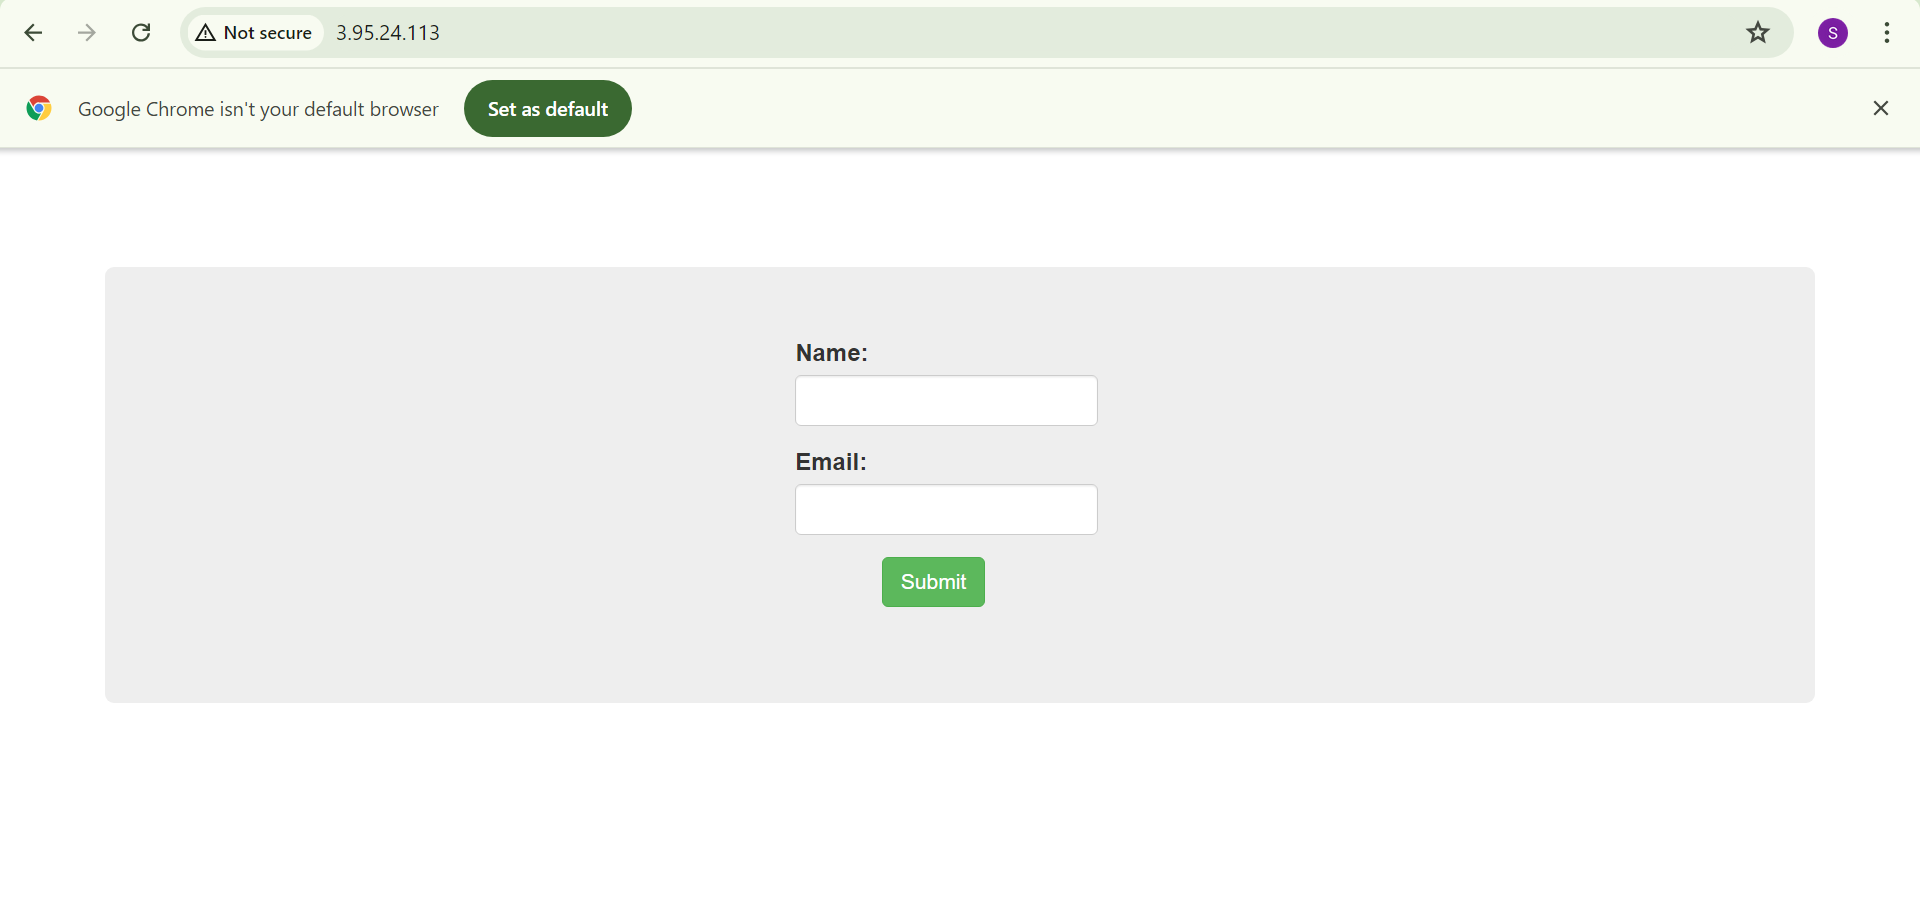 Not secure 3.95.24.113
S
Google Chrome isn't your default browser Set as default
Name:
Email:
Submit